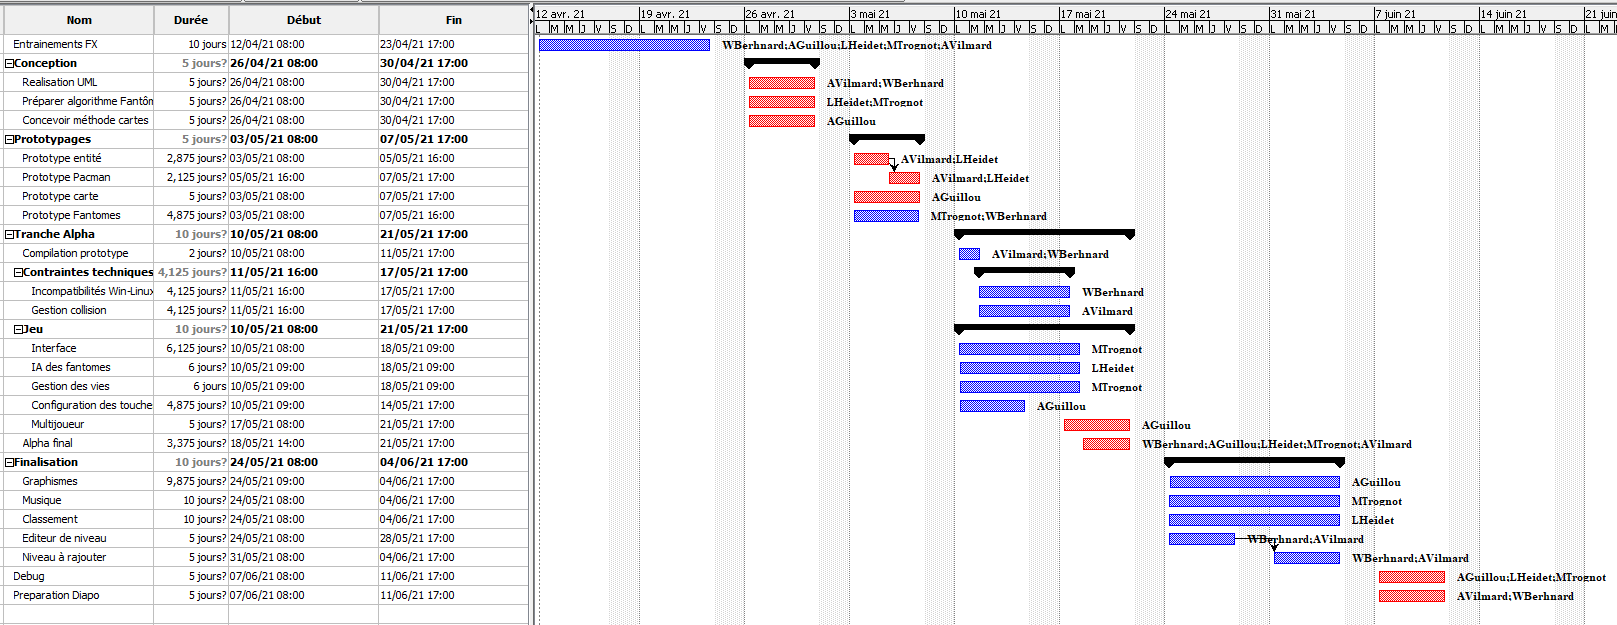 Nom Durée Début Fin
12 avr. 21 19 avr. 21 26 avr. 21 3 mai 21 10 mai 21 17 mai 21 24 mai 21 31 mai 21 7 juin 21 14 juin 21 21 juin
L M M J V S D L M M J V S D L M M J V S D L M M J V S D L M M J V S D L M M J V S D L M M J V S D L M M J V S D L M M J V S D L M M J V S D L M
Entrainements FX 10 jours 12/04/21 08:00 23/04/21 17:00 WBerhnard;AGuillou;LHeidet;MTrognot;AVilmard
Conception 5 jours? 26/04/21 08:00 30/04/21 17:00
Realisation UML 5 jours? 26/04/21 08:00 30/04/21 17:00 AVilmard;WBerhnard
Préparer algorithme Fantôm 5 jours? 26/04/21 08:00 30/04/21 17:00 LHeidet;MTrognot
Concevoir méthode cartes 5 jours? 26/04/21 08:00 30/04/21 17:00 AGuillou
Prototypages 5 jours? 03/05/21 08:00 07/05/21 17:00
Prototype entité 2,875 jours? 03/05/21 08:00 05/05/21 16:00 AVilmard;LHeidet
Prototype Pacman 2,125 jours? 05/05/21 16:00 07/05/21 17:00 AVilmard;LHeidet
Prototype carte 5 jours? 03/05/21 08:00 07/05/21 17:00 AGuillou
Prototype Fantomes 4,875 jours? 03/05/21 08:00 07/05/21 16:00 MTrognot;WBerhnard
Tranche Alpha 10 jours? 10/05/21 08:00 21/05/21 17:00
Compilation prototype 2 jours? 10/05/21 08:00 11/05/21 17:00 AVilmard;WBerhnard
Contraintes techniques 4,125 jours? 11/05/21 16:00 17/05/21 17:00
Incompatibilités Win-Linux 4,125 jours? 11/05/21 16:00 17/05/21 17:00 WBerhnard
Gestion collision 4,125 jours? 11/05/21 16:00 17/05/21 17:00 AVilmard
Jeu 10 jours? 10/05/21 08:00 21/05/21 17:00
Interface 6,125 jours? 10/05/21 08:00 18/05/21 09:00 MTrognot
IA des fantomes 6 jours? 10/05/21 09:00 18/05/21 09:00 LHeidet
Gestion des vies 6 jours 10/05/21 09:00 18/05/21 09:00 MTrognot
Configuration des touche 4,875 jours? 10/05/21 09:00 14/05/21 17:00 AGuillou
Multijoueur 5 jours? 17/05/21 08:00 21/05/21 17:00 AGuillou
Alpha final 3,375 jours? 18/05/21 14:00 21/05/21 17:00 WBerhnard;AGuillou;LHeidet;MTrognot;AVilmard
Finalisation 10 jours? 24/05/21 08:00 04/06/21 17:00
Graphismes 9,875 jours? 24/05/21 09:00 04/06/21 17:00 AGuillou
Musique 10 jours? 24/05/21 08:00 04/06/21 17:00 MTrognot
Classement 10 jours? 24/05/21 08:00 04/06/21 17:00 LHeidet
Editeur de niveau 5 jours? 24/05/21 08:00 28/05/21 17:00 WBerhnard;AVilmard
Niveau à rajouter 5 jours? 31/05/21 08:00 04/06/21 17:00 WBerhnard;AVilmard
Debug 5 jours? 07/06/21 08:00 11/06/21 17:00 AGuillou;LHeidet;MTrognot
Preparation Diapo 5 jours? 07/06/21 08:00 11/06/21 17:00 AVilmard;WBerhnard